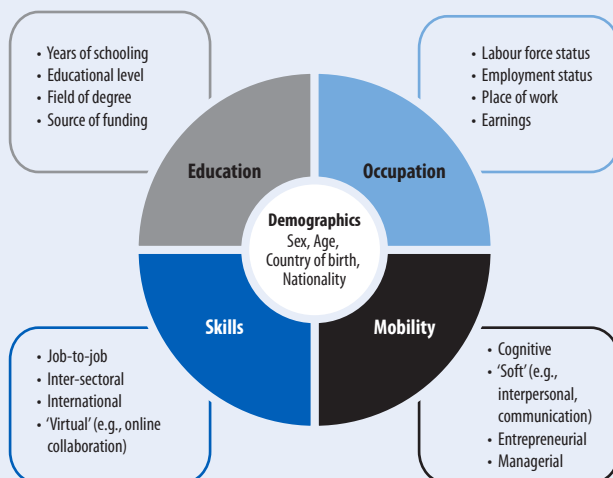 • Years of schooling
• Educational level
• Field of degree
• Source of funding
• Labour force status
• Employment status
• Place of work
• Earnings
Education
Occupation
Demographics
Sex, Age,
Country of birth,
Nationality
Skills
Mobility
• Job-to-job
• Inter-sectoral
• International
• ‘Virtual’ (e.g., online
collaboration)
• Cognitive
• ‘Soft’ (e.g.,
interpersonal,
communication)
• Entrepreneurial
• Managerial